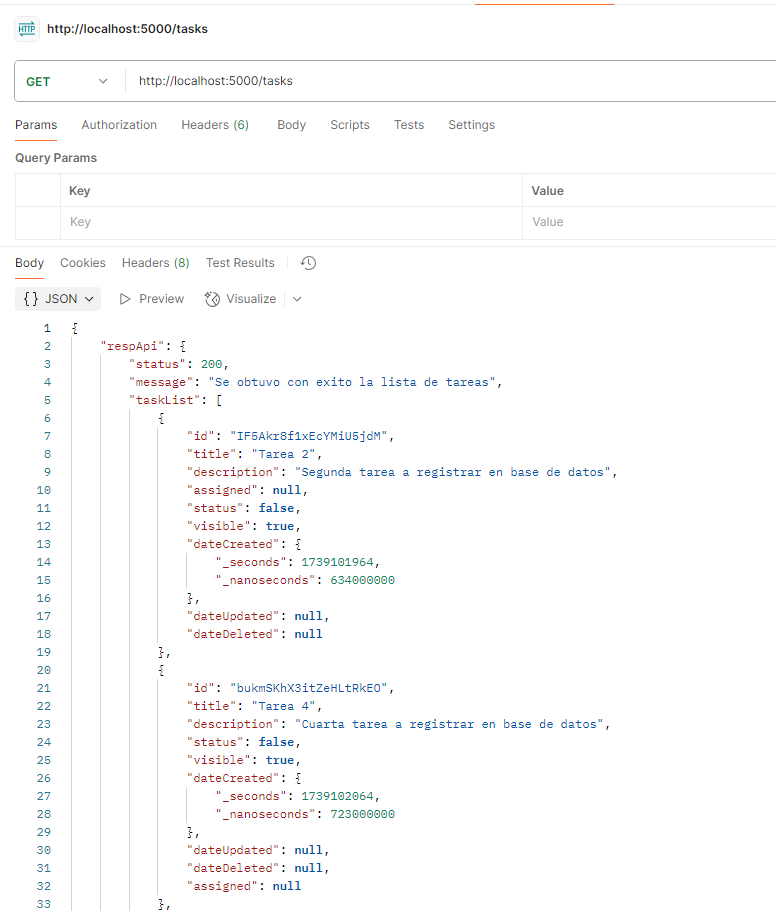 HTTP http://localhost:5000/tasks
GET http://localhost:5000/tasks
Params Authorization Headers (6) Body Scripts Tests Settings
Query Params
Key Value
Key Value
Body Cookies Headers (8) Test Results
{} JSON Preview Visualize
1 {
2 "respApi": {
3 "status": 200,
4 "message": "Se obtuvo con exito la lista de tareas",
5 "taskList": [
6 {
7 "id": "IF5Akr8f1xEcYMiU5jdM",
8 "title": "Tarea 2",
9 "description": "Segunda tarea a registrar en base de datos",
10 "assigned": null,
11 "status": false,
12 "visible": true,
13 "dateCreated": {
14 "_seconds": 1739101964,
15 "_nanoseconds": 634000000
16 },
17 "dateUpdated": null,
18 "dateDeleted": null
19 },
20 {
21 "id": "bukmSKhX3itZeHLtRkEO",
22 "title": "Tarea 4",
23 "description": "Cuarta tarea a registrar en base de datos",
24 "status": false,
25 "visible": true,
26 "dateCreated": {
27 "_seconds": 1739102064,
28 "_nanoseconds": 723000000
29 },
30 "dateUpdated": null,
31 "dateDeleted": null,
32 "assigned": null
33 },